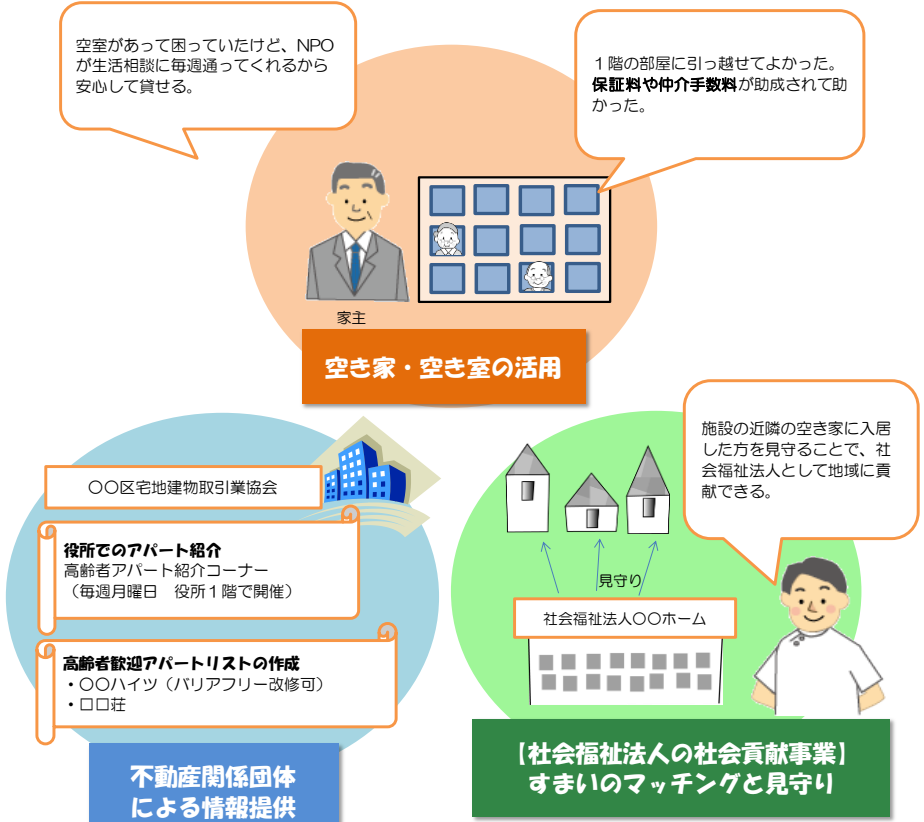 空室があって困っていたけど、NPO
が生活相談に毎週通ってくれるから
安心して貸せる。
１階の部屋に引っ越せてよかった。
保証料や仲介手数料が助成されて助
かった。
家主
空き家・空き室の活用
〇〇区宅地建物取引業協会
役所でのアパート紹介
高齢者アパート紹介コーナー
（毎週月曜日　役所１階で開催）
高齢者歓迎アパートリストの作成
・〇〇ハイツ（バリアフリー改修可）
・□□荘
不動産関係団体
による情報提供
施設の近隣の空き家に入居
した方を見守ることで、社
会福祉法人として地域に貢
献できる。
見守り
社会福祉法人〇〇ホーム
【社会福祉法人の社会貢献事業】
すまいのマッチングと見守り